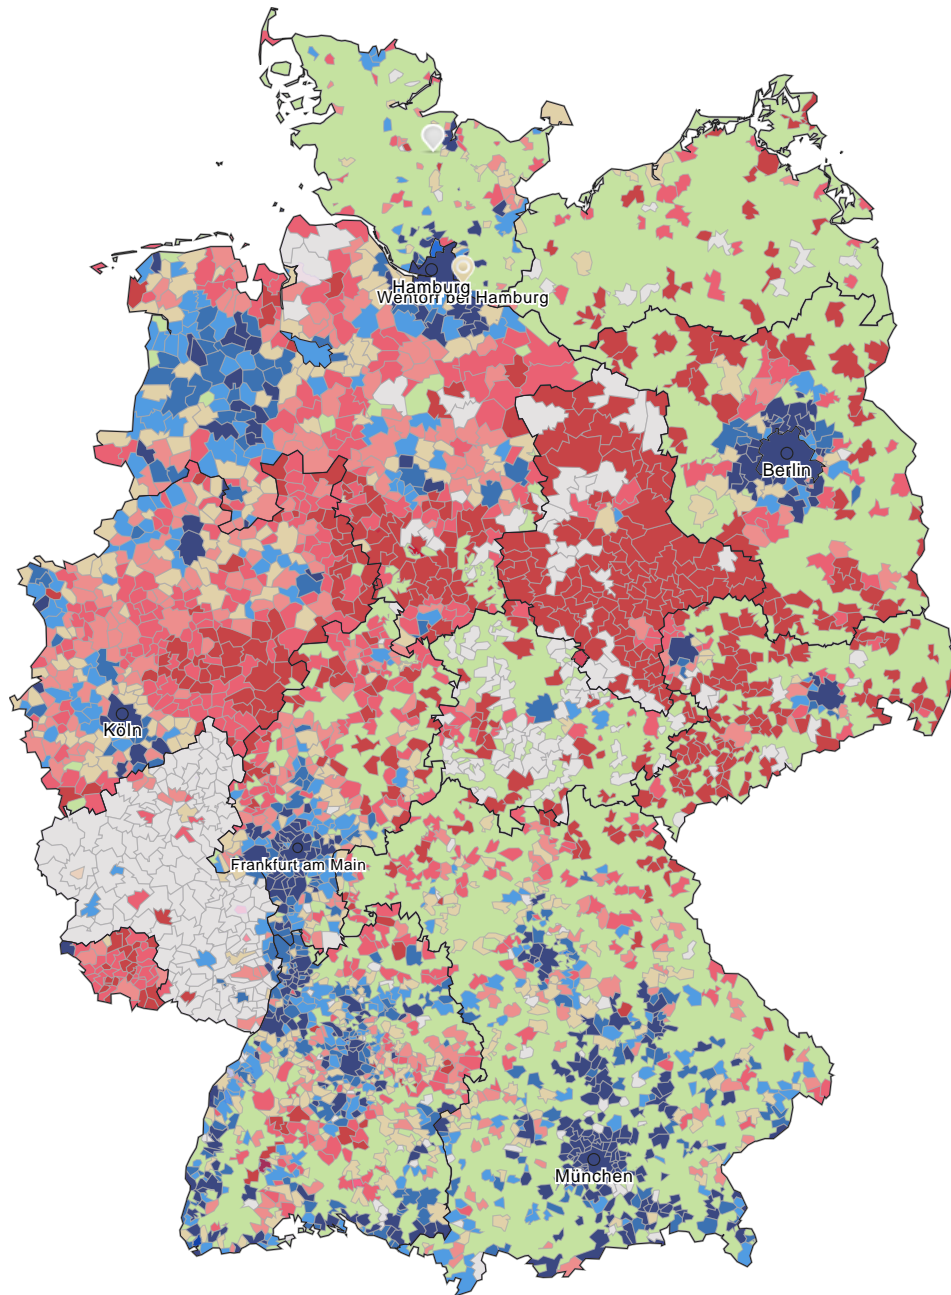 Hamburg
Wentorf bei Hamburg
Berlin
Köln
Frankfurt am Main
München